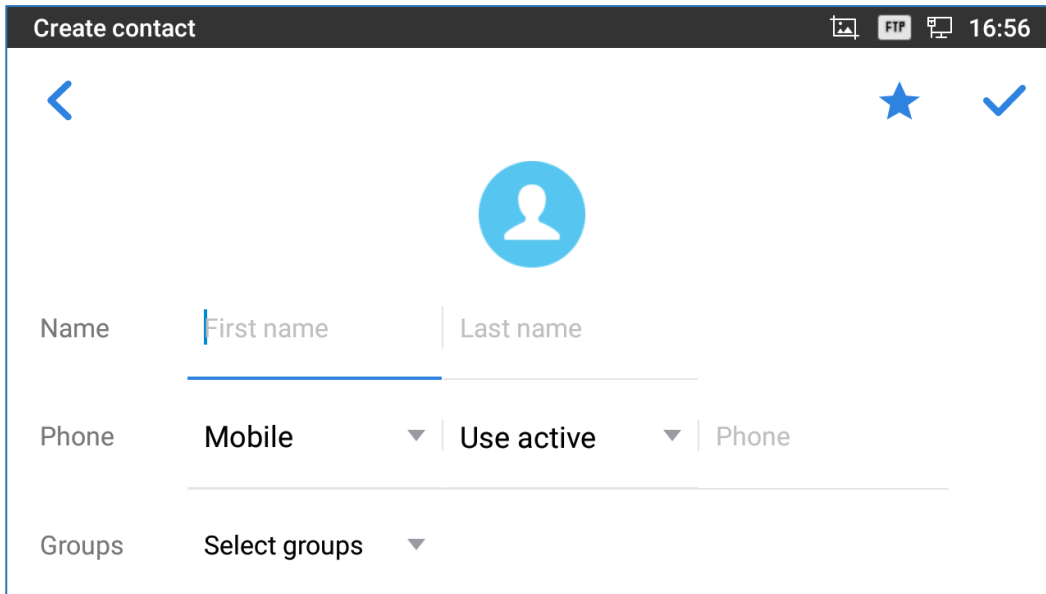 Create contact FTP 16:56
Name First name Last name
Phone Mobile Use active Phone
Groups Select groups